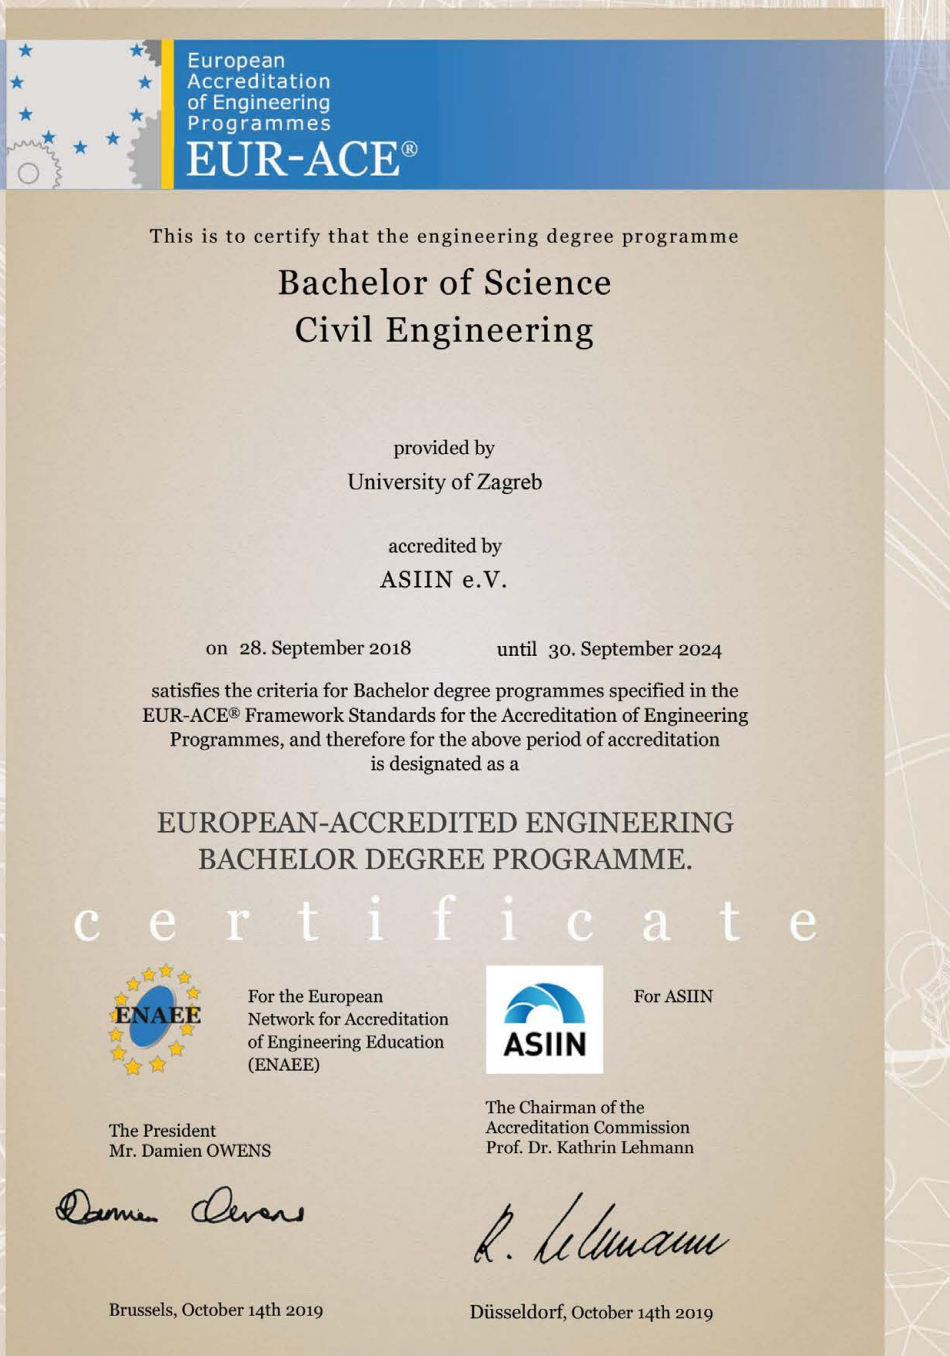 European
Accreditation
of Engineering
Programmes
EUR-ACE®
This is to certify that the engineering degree programme
Bachelor of Science
Civil Engineering
provided by
University of Zagreb
accredited by
ASIIN e.V.
on 28. September 2018 until 30. September 2024
satisfies the criteria for Bachelor degree programmes specified in the
EUR-ACE® Framework Standards for the Accreditation of Engineering
Programmes, and therefore for the above period of accreditation
is designated as a
EUROPEAN-ACCREDITED ENGINEERING
BACHELOR DEGREE PROGRAMME.
certificate
ENAEE
For the European
Network for Accreditation
of Engineering Education
(ENAEE)
ASIIN
For ASIIN
The President
Mr. Damien OWENS
The Chairman of the
Accreditation Commission
Prof. Dr. Kathrin Lehmann
Damien Owens
K. Lehmann
Brussels, October 14th 2019
Düsseldorf, October 14th 2019